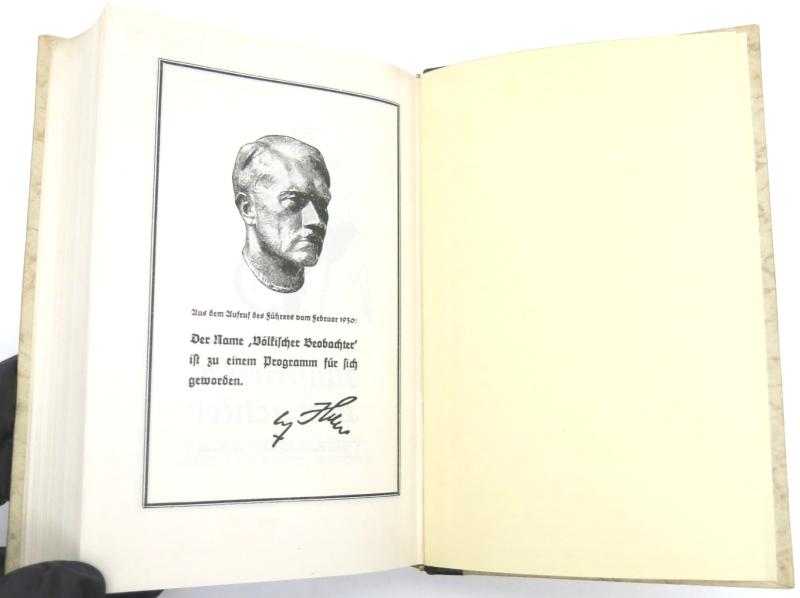 Aus dem Aufruf des Führers vom Februar 1930:
Der Name ‚Völkischer Beobachter'
ist zu einem Programm für sich
geworden.